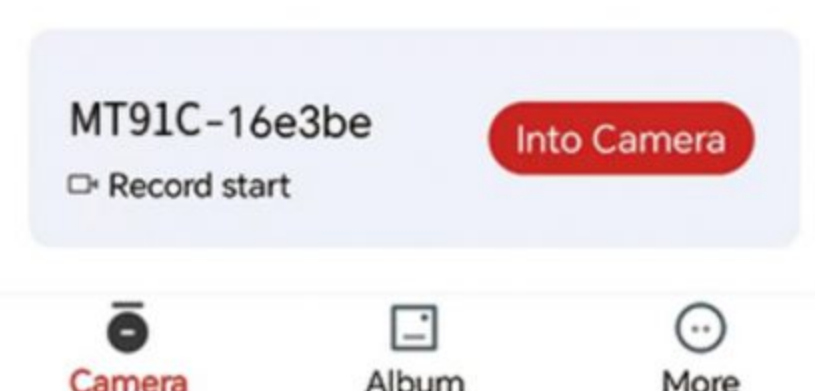 MT91C-16e3be
Into Camera
Record start
Camera
Album
More